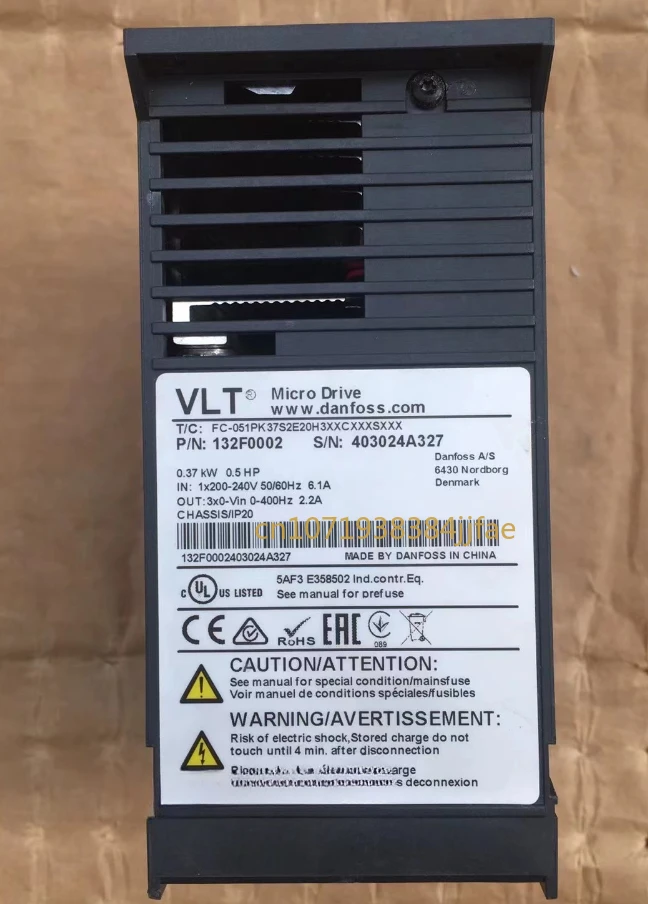 VLT® Micro Drive
www.danfoss.com
T/C: FC-051PK37S2E20H3XXCXXXSXXX
P/N: 132F0002 S/N: 403024A327
Danfoss A/S
6430 Nordborg
Denmark
0.37 kW 0.5 HP
IN: 1x200-240V 50/60Hz 6.1A
OUT:3x0-Vin 0-400Hz 2.2A
CHASSIS/IP20
cn1071938384jjfae
132F0002403024A327 MADE BY DANFOSS IN CHINA
c UL US LISTED
5AF3 E358502 Ind.contr.Eq.
See manual for prefuse
CE RoHS EAC
089
CAUTION/ATTENTION:
See manual for special condition/mainsfuse
Voir manuel de conditions spéciales/fusibles
WARNING/AVERTISSEMENT:
Risk of electric shock,Stored charge do not
touch until 4 min. after disconnection
deconnexion